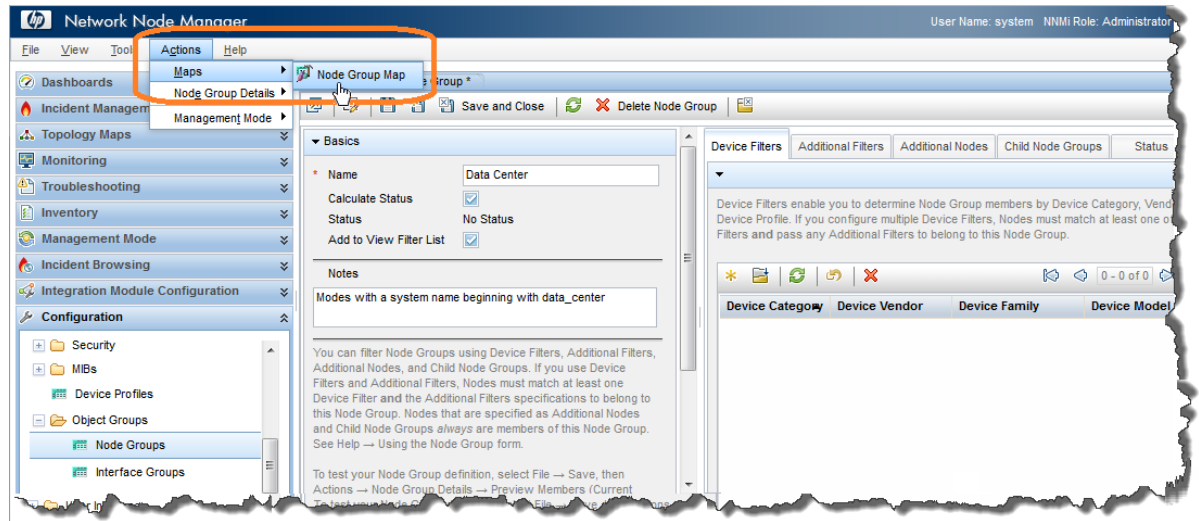 hp Network Node Manager
User Name: system NNMi Role: Administrator
File View Tool Actions Help
Maps
Node Group Map
Node Group Details
Management Mode
Dashboards
Incident Managem
Topology Maps
Monitoring
Troubleshooting
Inventory
Management Mode
Incident Browsing
Integration Module Configuration
Configuration
Security
MIBs
Device Profiles
Object Groups
Node Groups
Interface Groups
e Group *
Save and Close Delete Node Group
Basics
* Name Data Center
Calculate Status
Status No Status
Add to View Filter List
Notes
Modes with a system name beginning with data_center
You can filter Node Groups using Device Filters, Additional Filters,
Additional Nodes, and Child Node Groups. If you use Device
Filters and Additional Filters, Nodes must match at least one
Device Filter and the Additional Filters specifications to belong to
this Node Group. Nodes that are specified as Additional Nodes
and Child Node Groups always are members of this Node Group.
See Help → Using the Node Group form.
To test your Node Group definition, select File → Save, then
Actions → Node Group Details → Preview Members (Current
Device Filters Additional Filters Additional Nodes Child Node Groups Status
Device Filters enable you to determine Node Group members by Device Category, Vend
Device Profile. If you configure multiple Device Filters, Nodes must match at least one o
Filters and pass any Additional Filters to belong to this Node Group.
0 - 0 of 0
Device Category Device Vendor Device Family Device Model